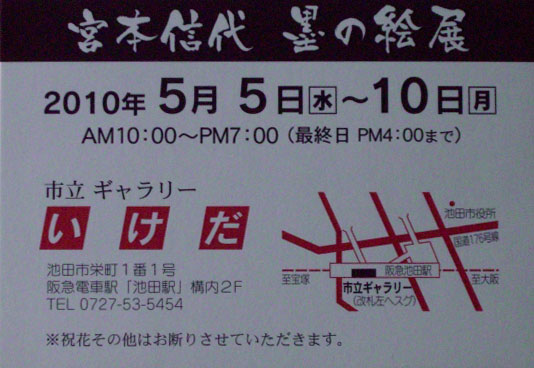 宮本信代 墨の絵展
2010年 5月 5日水～10日月
AM10:00～PM7:00（最終日 PM4:00まで）
市立 ギャラリー
いけだ
池田市栄町1番1号
阪急電車駅「池田駅」構内2F
TEL 0727-53-5454
池田市役所
国道176号線
阪急池田駅
至宝塚
至大阪
市立ギャラリー
（改札左へスグ）
※祝花その他はお断りさせていただきます。